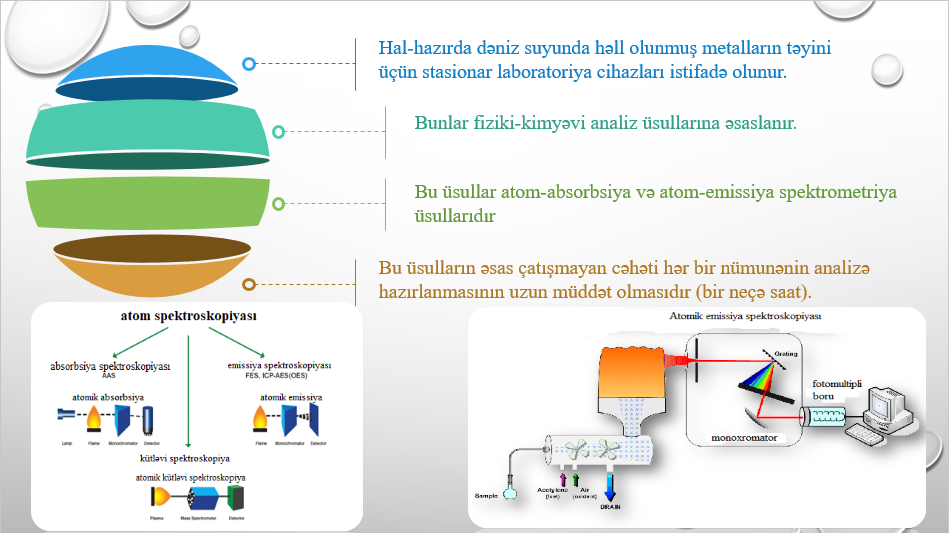 Hal-hazırda dəniz suyunda həll olunmuş metalların təyini
üçün stasionar laboratoriya cihazları istifadə olunur.
Bunlar fiziki-kimyəvi analiz üsullarına əsaslanır.
Bu üsullar atom-absorbsiya və atom-emissiya spektrometriya
üsullarıdır
Bu üsulların əsas çatışmayan cəhəti hər bir nümunənin analizə
hazırlanmasının uzun müddət olmasıdır (bir neçə saat).
atom spektroskopiyası
absorbsiya spektroskopiyası
AAS
emissiya spektroskopiyası
FES, ICP-AES(OES)
atomik absorbsiya
Lamp Flame Monochromator Detector
atomik emissiya
Flame Monochromator Detector
kütləvi spektroskopiya
atomik kütləvi spektroskopiya
Plasma Mass Spectrometer Detector
Atomik emissiya spektroskopiyası
Grating
fotomultipli
boru
monoxromator
Sample
Acetylene
(fuel)
Air
(oxidant)
DRAIN